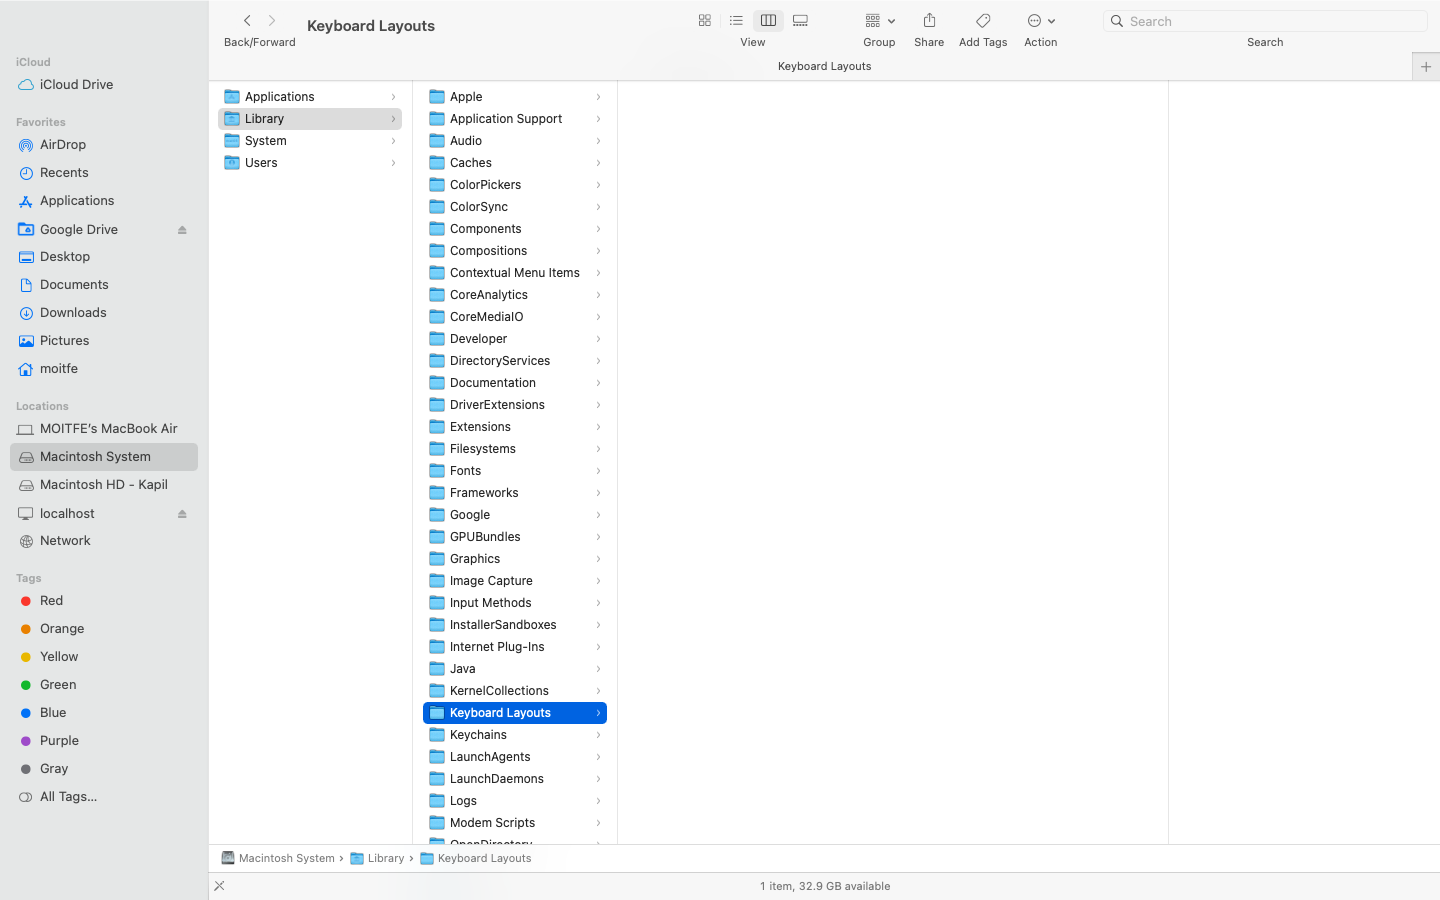 Keyboard Layouts
Back/Forward
View
Group
Share
Add Tags
Action
Search
Search
Keyboard Layouts
iCloud
iCloud Drive
Favorites
AirDrop
Recents
Applications
Google Drive
Desktop
Documents
Downloads
Pictures
moitfe
Locations
MOITFE's MacBook Air
Macintosh System
Macintosh HD - Kapil
localhost
Network
Tags
Red
Orange
Yellow
Green
Blue
Purple
Gray
All Tags...
Applications
Library
System
Users
Apple
Application Support
Audio
Caches
ColorPickers
ColorSync
Components
Compositions
Contextual Menu Items
CoreAnalytics
CoreMediaIO
Developer
DirectoryServices
Documentation
DriverExtensions
Extensions
Filesystems
Fonts
Frameworks
Google
GPUBundles
Graphics
Image Capture
Input Methods
InstallerSandboxes
Internet Plug-Ins
Java
KernelCollections
Keyboard Layouts
Keychains
LaunchAgents
LaunchDaemons
Logs
Modem Scripts
OpenDirectory
Macintosh System › Library › Keyboard Layouts
1 item, 32.9 GB available